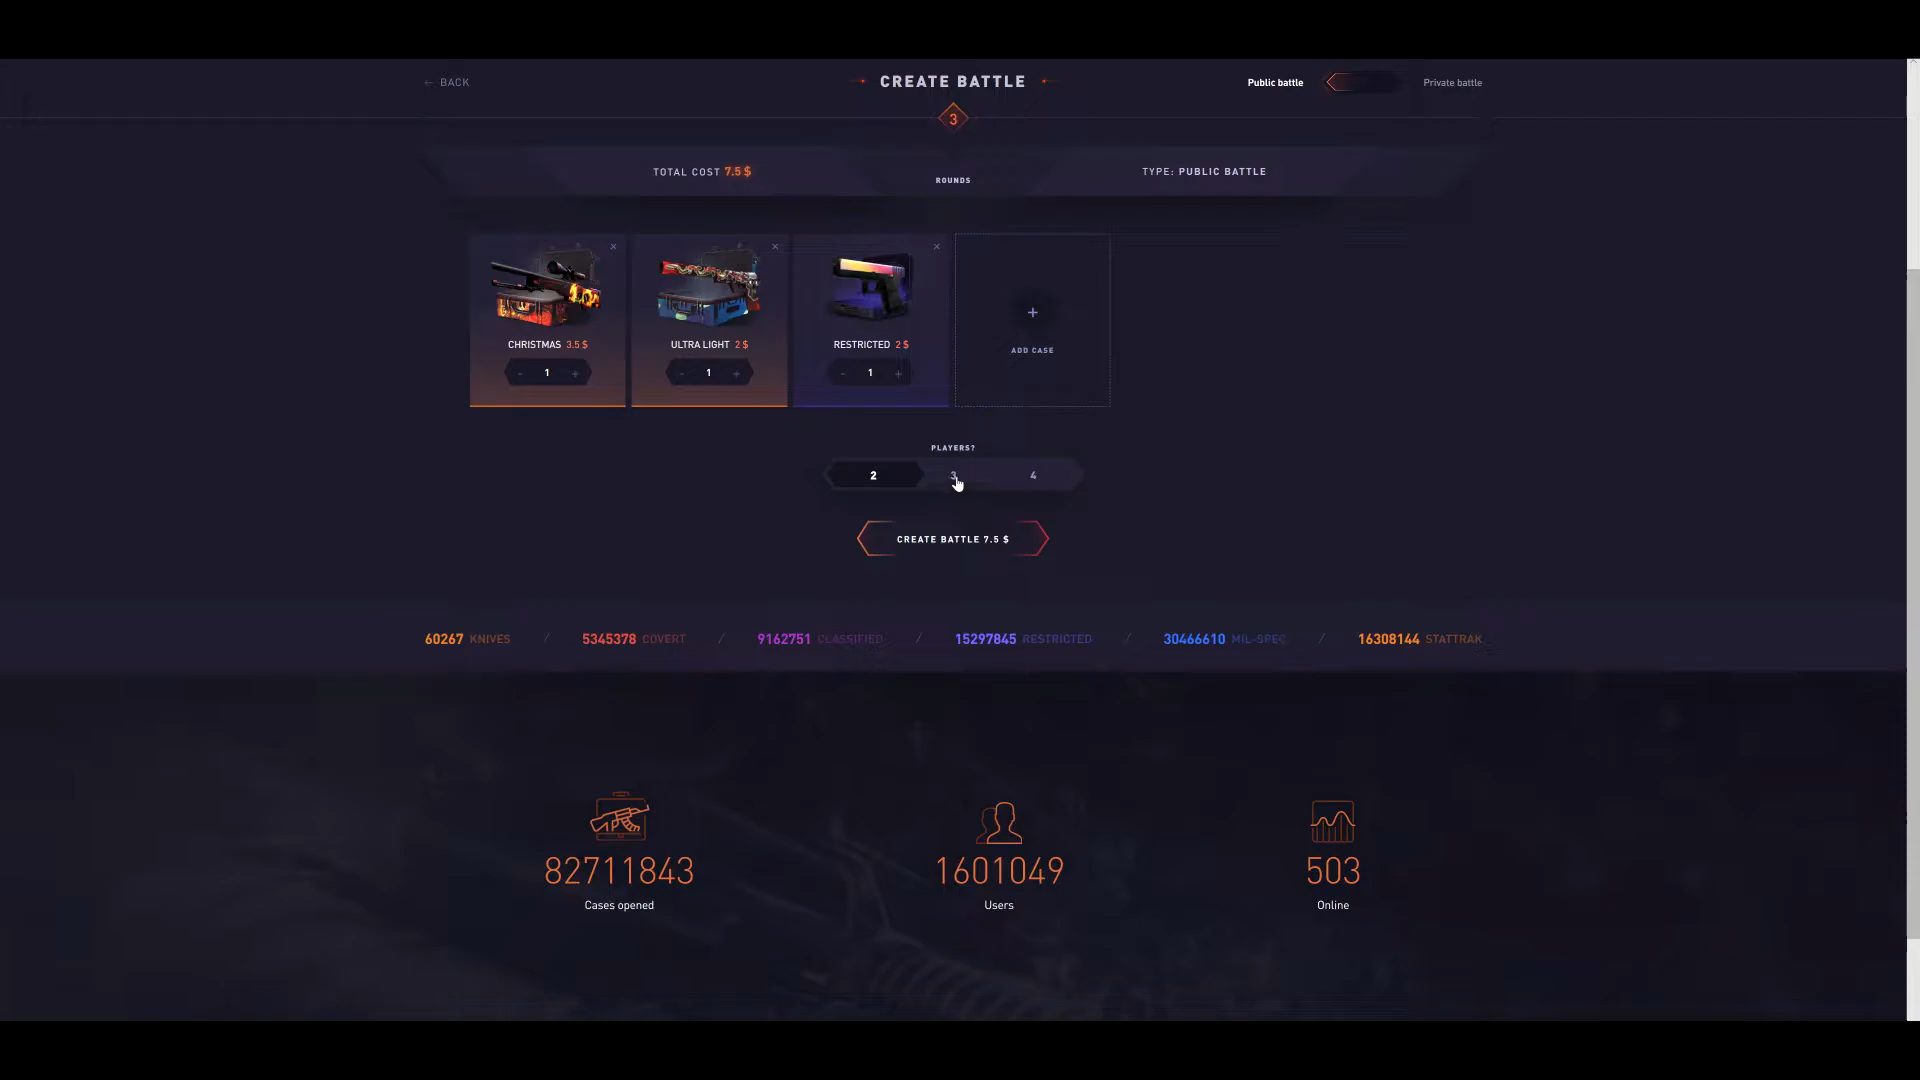 ← BACK
CREATE BATTLE
Public battle
Private battle
3
TOTAL COST 7.5 $
ROUNDS
TYPE: PUBLIC BATTLE
CHRISTMAS 3.5 $
ULTRA LIGHT 2 $
RESTRICTED 2 $
- 1 +
- 1 +
- 1 +
+
ADD CASE
PLAYERS?
2 3 4
CREATE BATTLE 7.5 $
60267 KNIVES / 5345378 COVERT / 9162751 CLASSIFIED / 15297845 RESTRICTED / 30466610 MIL-SPEC / 16308144 STATTRAK
82711843
Cases opened
1601049
Users
503
Online